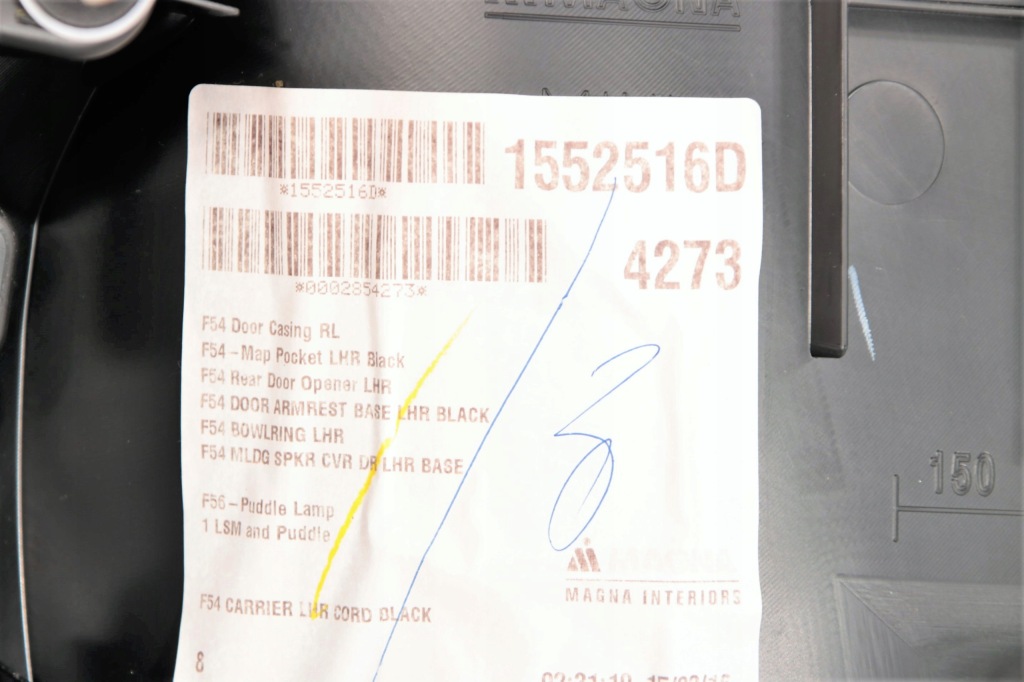 1552516D
*1552516D*
4273
*0002854273*
F54 Door Casing RL
F54-Map Pocket LHR Black
F54 Rear Door Opener LHR
F54 DOOR ARMREST BASE LHR BLACK
F54 BOWLRING LHR
F54 MLDG SPKR CVR DR LHR BASE
F56-Puddle Lamp
1 LSM and Puddle
MAGNA
MAGNA INTERIORS
F54 CARRIER LHR CORD BLACK
8
150